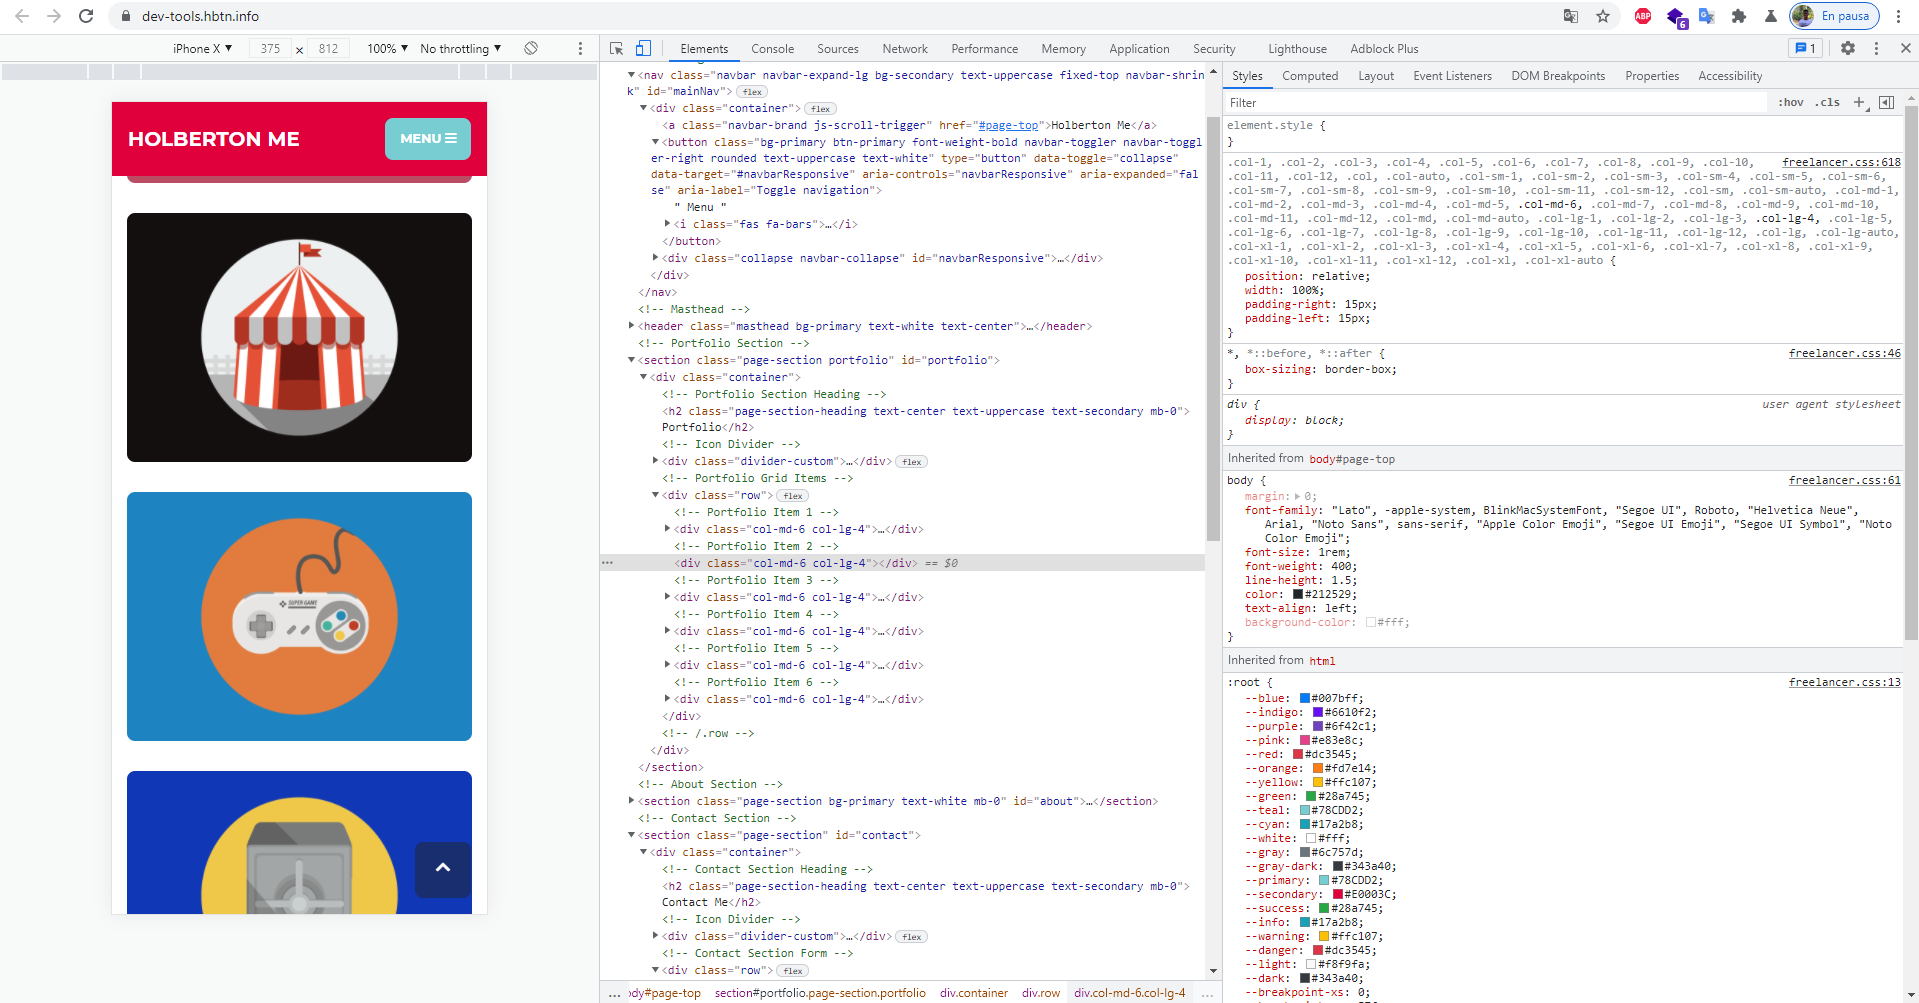 dev-tools.hbtn.info
6
En pausa
iPhone X ▼ 375 x 812 100% ▼ No throttling ▼
Elements Console Sources Network Performance Memory Application Security Lighthouse Adblock Plus 1
HOLBERTON ME
MENU
SUPER GAME
<nav class="navbar navbar-expand-lg bg-secondary text-uppercase fixed-top navbar-shrin
k" id="mainNav"> flex
<div class="container"> flex
<a class="navbar-brand js-scroll-trigger" href="#page-top">Holberton Me</a>
<button class="bg-primary btn-primary font-weight-bold navbar-toggler navbar-toggl
er-right rounded text-uppercase text-white" type="button" data-toggle="collapse"
data-target="#navbarResponsive" aria-controls="navbarResponsive" aria-expanded="fal
se" aria-label="Toggle navigation">
" Menu "
<i class="fas fa-bars">…</i>
</button>
<div class="collapse navbar-collapse" id="navbarResponsive">…</div>
</div>
</nav>
<!-- Masthead -->
<header class="masthead bg-primary text-white text-center">…</header>
<!-- Portfolio Section -->
<section class="page-section portfolio" id="portfolio">
<div class="container">
<!-- Portfolio Section Heading -->
<h2 class="page-section-heading text-center text-uppercase text-secondary mb-0">
Portfolio</h2>
<!-- Icon Divider -->
<div class="divider-custom">…</div> flex
<!-- Portfolio Grid Items -->
<div class="row"> flex
<!-- Portfolio Item 1 -->
<div class="col-md-6 col-lg-4">…</div>
<!-- Portfolio Item 2 -->
<div class="col-md-6 col-lg-4"></div> == $0
<!-- Portfolio Item 3 -->
<div class="col-md-6 col-lg-4">…</div>
<!-- Portfolio Item 4 -->
<div class="col-md-6 col-lg-4">…</div>
<!-- Portfolio Item 5 -->
<div class="col-md-6 col-lg-4">…</div>
<!-- Portfolio Item 6 -->
<div class="col-md-6 col-lg-4">…</div>
</div>
<!-- /.row -->
</div>
</section>
<!-- About Section -->
<section class="page-section bg-primary text-white mb-0" id="about">…</section>
<!-- Contact Section -->
<section class="page-section" id="contact">
<div class="container">
<!-- Contact Section Heading -->
<h2 class="page-section-heading text-center text-uppercase text-secondary mb-0">
Contact Me</h2>
<!-- Icon Divider -->
<div class="divider-custom">…</div> flex
<!-- Contact Section Form -->
<div class="row"> flex
… ody#page-top section#portfolio.page-section.portfolio div.container div.row div.col-md-6.col-lg-4 …
Styles Computed Layout Event Listeners DOM Breakpoints Properties Accessibility
Filter :hov .cls +
element.style {
}
.col-1, .col-2, .col-3, .col-4, .col-5, .col-6, .col-7, .col-8, .col-9, .col-10, freelancer.css:618
.col-11, .col-12, .col, .col-auto, .col-sm-1, .col-sm-2, .col-sm-3, .col-sm-4, .col-sm-5, .col-sm-6,
.col-sm-7, .col-sm-8, .col-sm-9, .col-sm-10, .col-sm-11, .col-sm-12, .col-sm, .col-sm-auto, .col-md-1,
.col-md-2, .col-md-3, .col-md-4, .col-md-5, .col-md-6, .col-md-7, .col-md-8, .col-md-9, .col-md-10,
.col-md-11, .col-md-12, .col-md, .col-md-auto, .col-lg-1, .col-lg-2, .col-lg-3, .col-lg-4, .col-lg-5,
.col-lg-6, .col-lg-7, .col-lg-8, .col-lg-9, .col-lg-10, .col-lg-11, .col-lg-12, .col-lg, .col-lg-auto,
.col-xl-1, .col-xl-2, .col-xl-3, .col-xl-4, .col-xl-5, .col-xl-6, .col-xl-7, .col-xl-8, .col-xl-9,
.col-xl-10, .col-xl-11, .col-xl-12, .col-xl, .col-xl-auto {
position: relative;
width: 100%;
padding-right: 15px;
padding-left: 15px;
}
*, *::before, *::after { freelancer.css:46
box-sizing: border-box;
}
div { user agent stylesheet
display: block;
}
Inherited from body#page-top
body { freelancer.css:61
margin: 0;
font-family: "Lato", -apple-system, BlinkMacSystemFont, "Segoe UI", Roboto, "Helvetica Neue",
Arial, "Noto Sans", sans-serif, "Apple Color Emoji", "Segoe UI Emoji", "Segoe UI Symbol", "Noto
Color Emoji";
font-size: 1rem;
font-weight: 400;
line-height: 1.5;
color: #212529;
text-align: left;
background-color: #fff;
}
Inherited from html
:root { freelancer.css:13
--blue: #007bff;
--indigo: #6610f2;
--purple: #6f42c1;
--pink: #e83e8c;
--red: #dc3545;
--orange: #fd7e14;
--yellow: #ffc107;
--green: #28a745;
--teal: #78CDD2;
--cyan: #17a2b8;
--white: #fff;
--gray: #6c757d;
--gray-dark: #343a40;
--primary: #78CDD2;
--secondary: #E0003C;
--success: #28a745;
--info: #17a2b8;
--warning: #ffc107;
--danger: #dc3545;
--light: #f8f9fa;
--dark: #343a40;
--breakpoint-xs: 0;